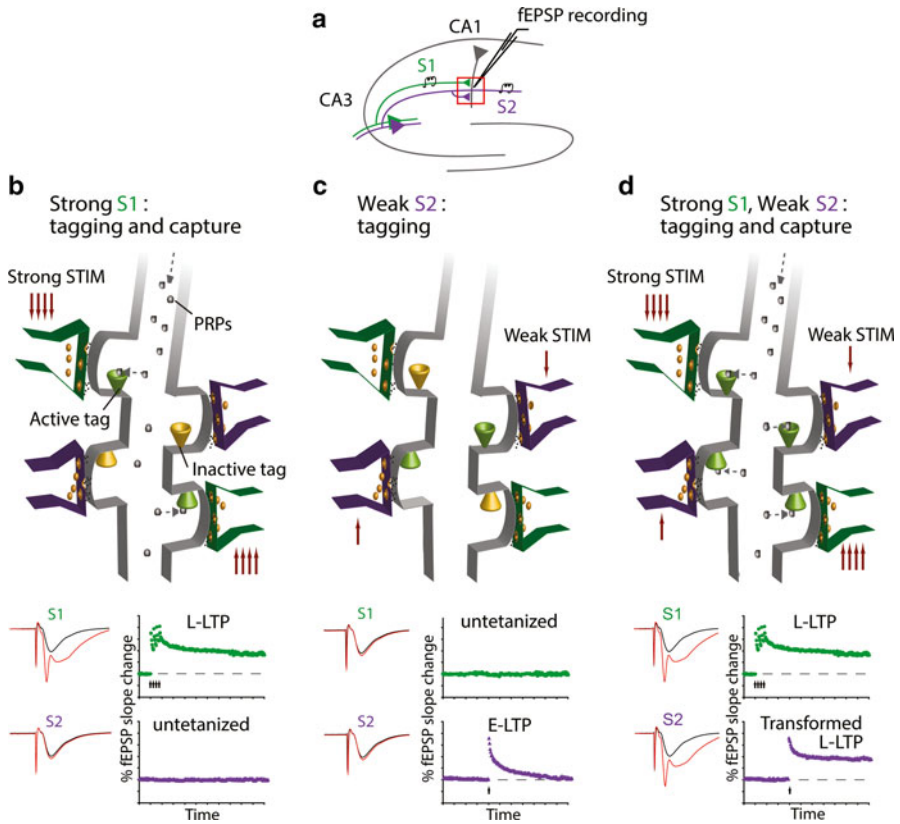 a
fEPSP recording
CA1
S1
CA3
S2
b
Strong S1 :
tagging and capture
Strong STIM
PRPs
Active tag
Inactive tag
S1
L-LTP
S2
untetanized
% fEPSP slope change
Time
c
Weak S2 :
tagging
Weak STIM
S1
untetanized
S2
E-LTP
% fEPSP slope change
Time
d
Strong S1, Weak S2 :
tagging and capture
Strong STIM
Weak STIM
S1
L-LTP
S2
Transformed
L-LTP
% fEPSP slope change
Time